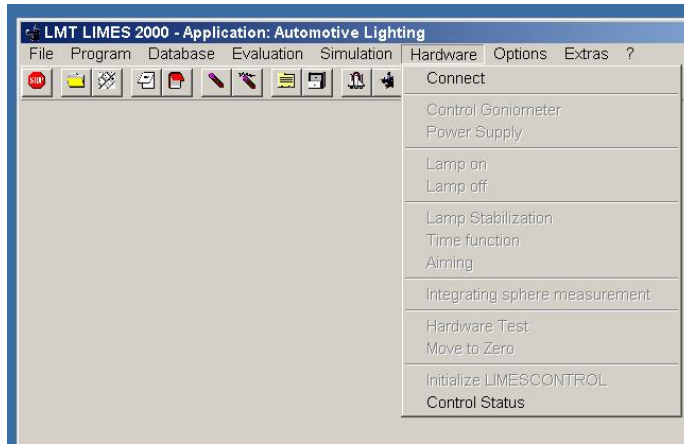 LMT LIMES 2000 - Application: Automotive Lighting
File Program Database Evaluation Simulation Hardware Options Extras ?
STOP
Connect
Control Goniometer
Power Supply
Lamp on
Lamp off
Lamp Stabilization
Time function
Aiming
Integrating sphere measurement
Hardware Test
Move to Zero
Initialize LIMESCONTROL
Control Status